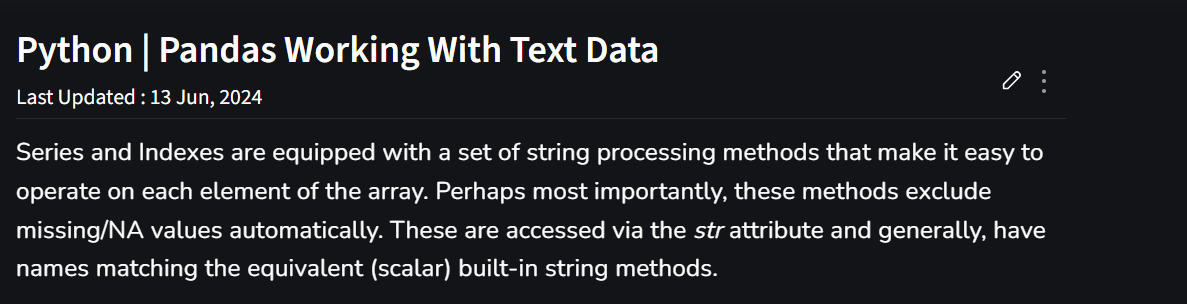 Python | Pandas Working With Text Data
Last Updated : 13 Jun, 2024
Series and Indexes are equipped with a set of string processing methods that make it easy to
operate on each element of the array. Perhaps most importantly, these methods exclude
missing/NA values automatically. These are accessed via the str attribute and generally, have
names matching the equivalent (scalar) built-in string methods.